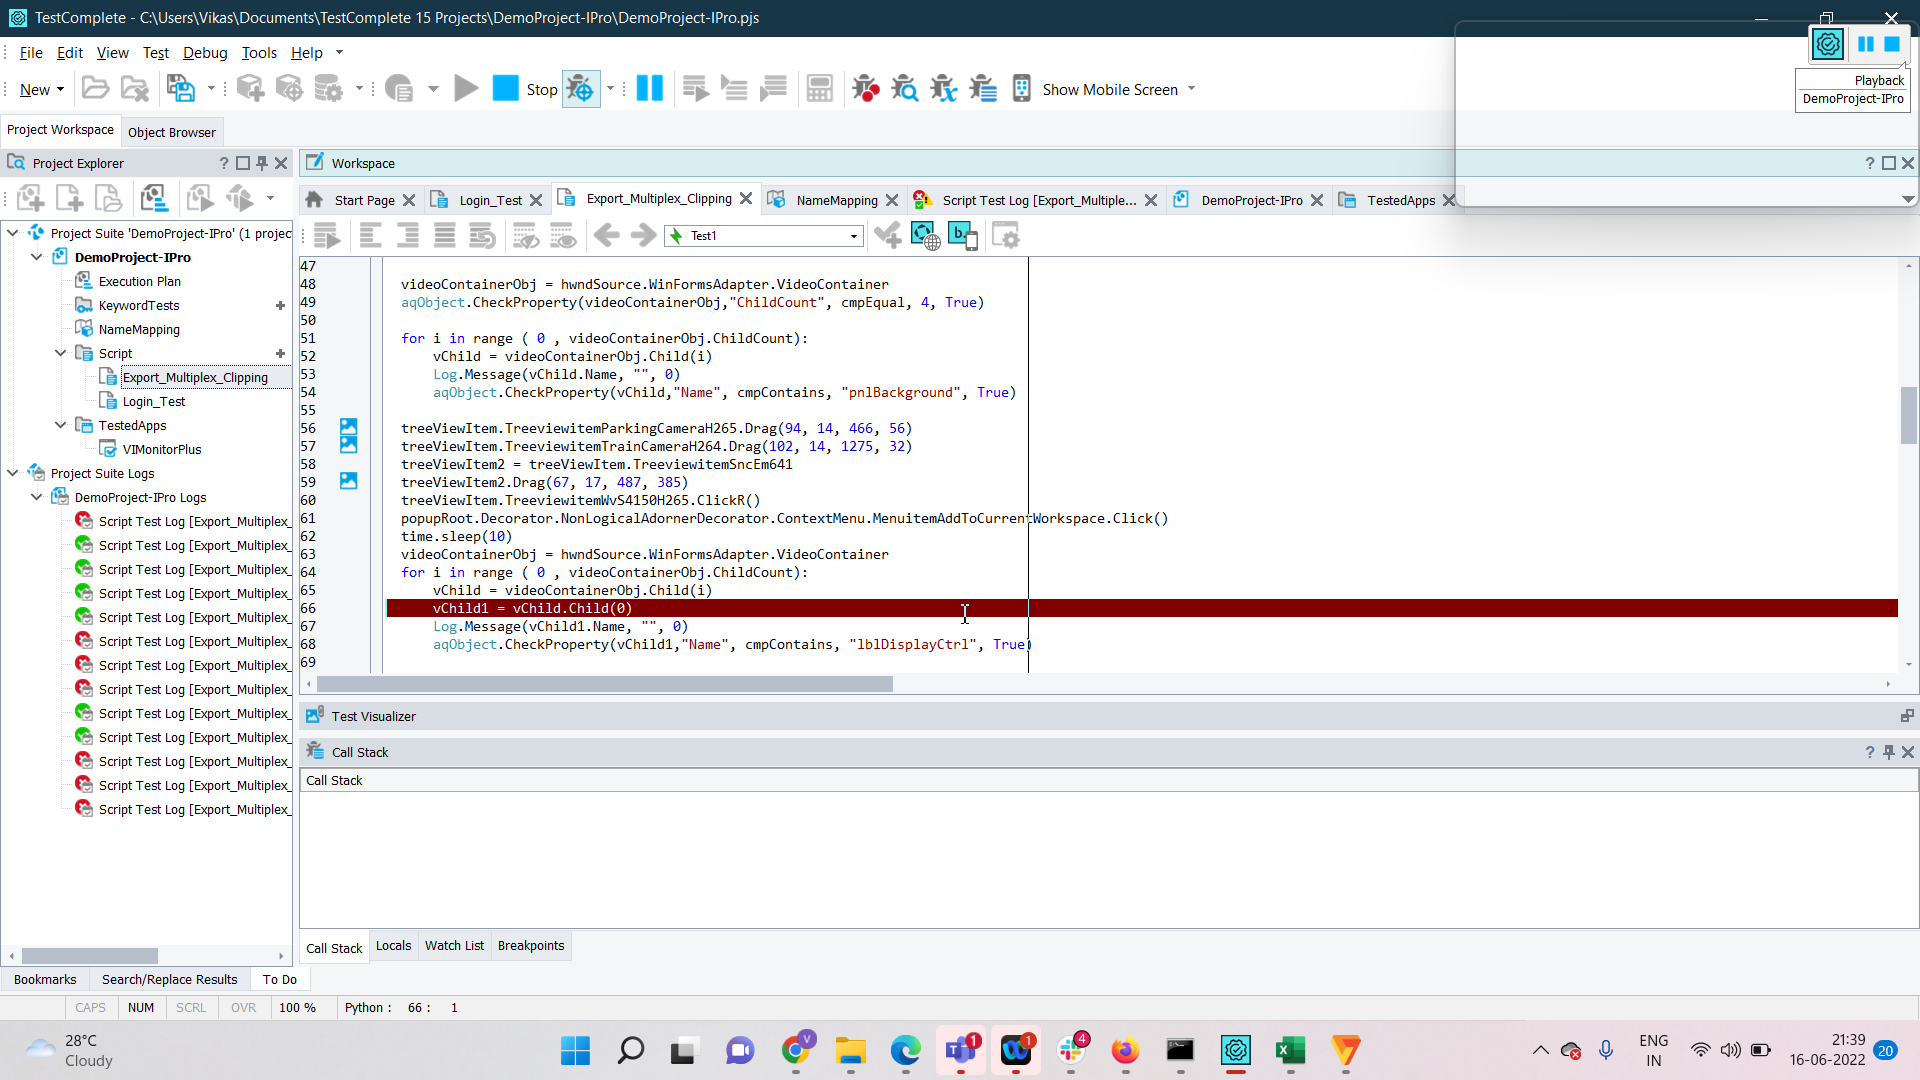 TestComplete - C:\Users\Vikas\Documents\TestComplete 15 Projects\DemoProject-IPro\DemoProject-IPro.pjs
File Edit View Test Debug Tools Help
Playback
DemoProject-IPro
New Stop Show Mobile Screen
Project Workspace Object Browser
Project Explorer ?
Workspace ?
Start Page Login_Test Export_Multiplex_Clipping NameMapping Script Test Log [Export_Multiple... DemoProject-IPro TestedApps
Test1
Project Suite 'DemoProject-IPro' (1 projec
DemoProject-IPro
Execution Plan
KeywordTests
NameMapping
Script
Export_Multiplex_Clipping
Login_Test
TestedApps
VIMonitorPlus
Project Suite Logs
DemoProject-IPro Logs
Script Test Log [Export_Multiplex_
Script Test Log [Export_Multiplex_
Script Test Log [Export_Multiplex_
Script Test Log [Export_Multiplex_
Script Test Log [Export_Multiplex_
Script Test Log [Export_Multiplex_
Script Test Log [Export_Multiplex_
Script Test Log [Export_Multiplex_
Script Test Log [Export_Multiplex_
Script Test Log [Export_Multiplex_
Script Test Log [Export_Multiplex_
Script Test Log [Export_Multiplex_
Script Test Log [Export_Multiplex_
47
48 videoContainerObj = hwndSource.WinFormsAdapter.VideoContainer
49 aqObject.CheckProperty(videoContainerObj,"ChildCount", cmpEqual, 4, True)
50
51 for i in range ( 0 , videoContainerObj.ChildCount):
52 vChild = videoContainerObj.Child(i)
53 Log.Message(vChild.Name, "", 0)
54 aqObject.CheckProperty(vChild,"Name", cmpContains, "pnlBackground", True)
55
56 treeViewItem.TreeviewitemParkingCameraH265.Drag(94, 14, 466, 56)
57 treeViewItem.TreeviewitemTrainCameraH264.Drag(102, 14, 1275, 32)
58 treeViewItem2 = treeViewItem.TreeviewitemSncEm641
59 treeViewItem2.Drag(67, 17, 487, 385)
60 treeViewItem.TreeviewitemWvS4150H265.ClickR()
61 popupRoot.Decorator.NonLogicalAdornerDecorator.ContextMenu.MenuitemAddToCurrentWorkspace.Click()
62 time.sleep(10)
63 videoContainerObj = hwndSource.WinFormsAdapter.VideoContainer
64 for i in range ( 0 , videoContainerObj.ChildCount):
65 vChild = videoContainerObj.Child(i)
66 vChild1 = vChild.Child(0)
67 Log.Message(vChild1.Name, "", 0)
68 aqObject.CheckProperty(vChild1,"Name", cmpContains, "lblDisplayCtrl", True)
69
Test Visualizer
Call Stack ?
Call Stack
Call Stack Locals Watch List Breakpoints
Bookmarks Search/Replace Results To Do
CAPS NUM SCRL OVR 100 % Python : 66 : 1
28°C
Cloudy
V
1
1
4
ENG
IN
21:39
16-06-2022
20